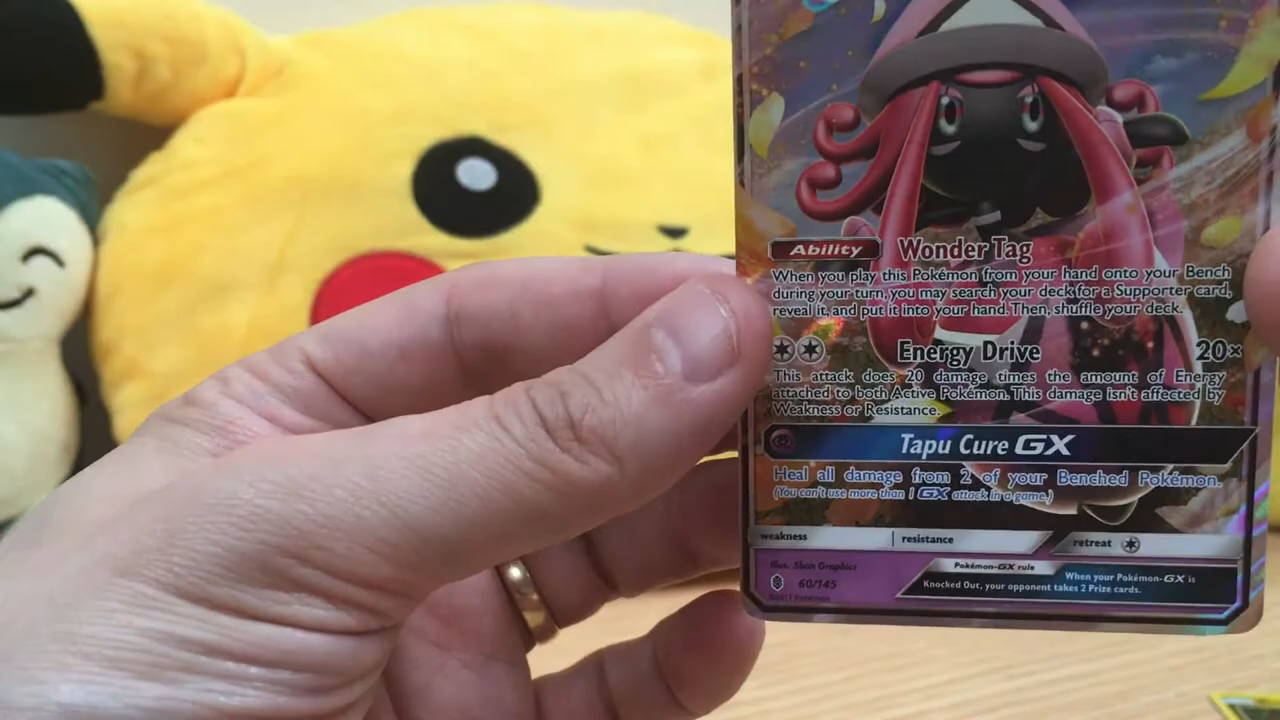 Ability Wonder Tag
When you play this Pokémon from your hand onto your Bench
during your turn, you may search your deck for a Supporter card,
reveal it, and put it into your hand. Then, shuffle your deck.
Energy Drive 20×
This attack does 20 damage times the amount of Energy
attached to both Active Pokémon. This damage isn't affected by
Weakness or Resistance.
Tapu Cure GX
Heal all damage from 2 of your Benched Pokémon.
(You can't use more than 1 GX attack in a game.)
weakness resistance retreat
Illus. 5ban Graphics
Pokémon-GX rule
60/145
When your Pokémon-GX is
Knocked Out, your opponent takes 2 Prize cards.
©2017 Pokémon